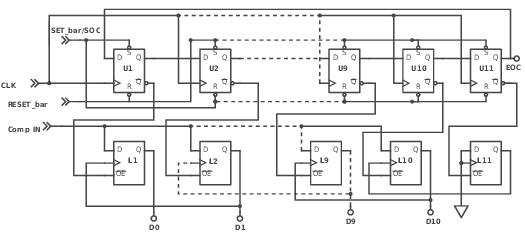 SET_bar/SOC
S S S S S
D Q D Q D Q D Q D Q
U1 U2 U9 U10 U11
EOC
CLK
Q Q Q Q Q
R R R R R
RESET_bar
Comp IN
D Q D Q D Q D Q D Q
L1 L2 L9 L10 L11
OE OE OE OE OE
D0 D1 D9 D10